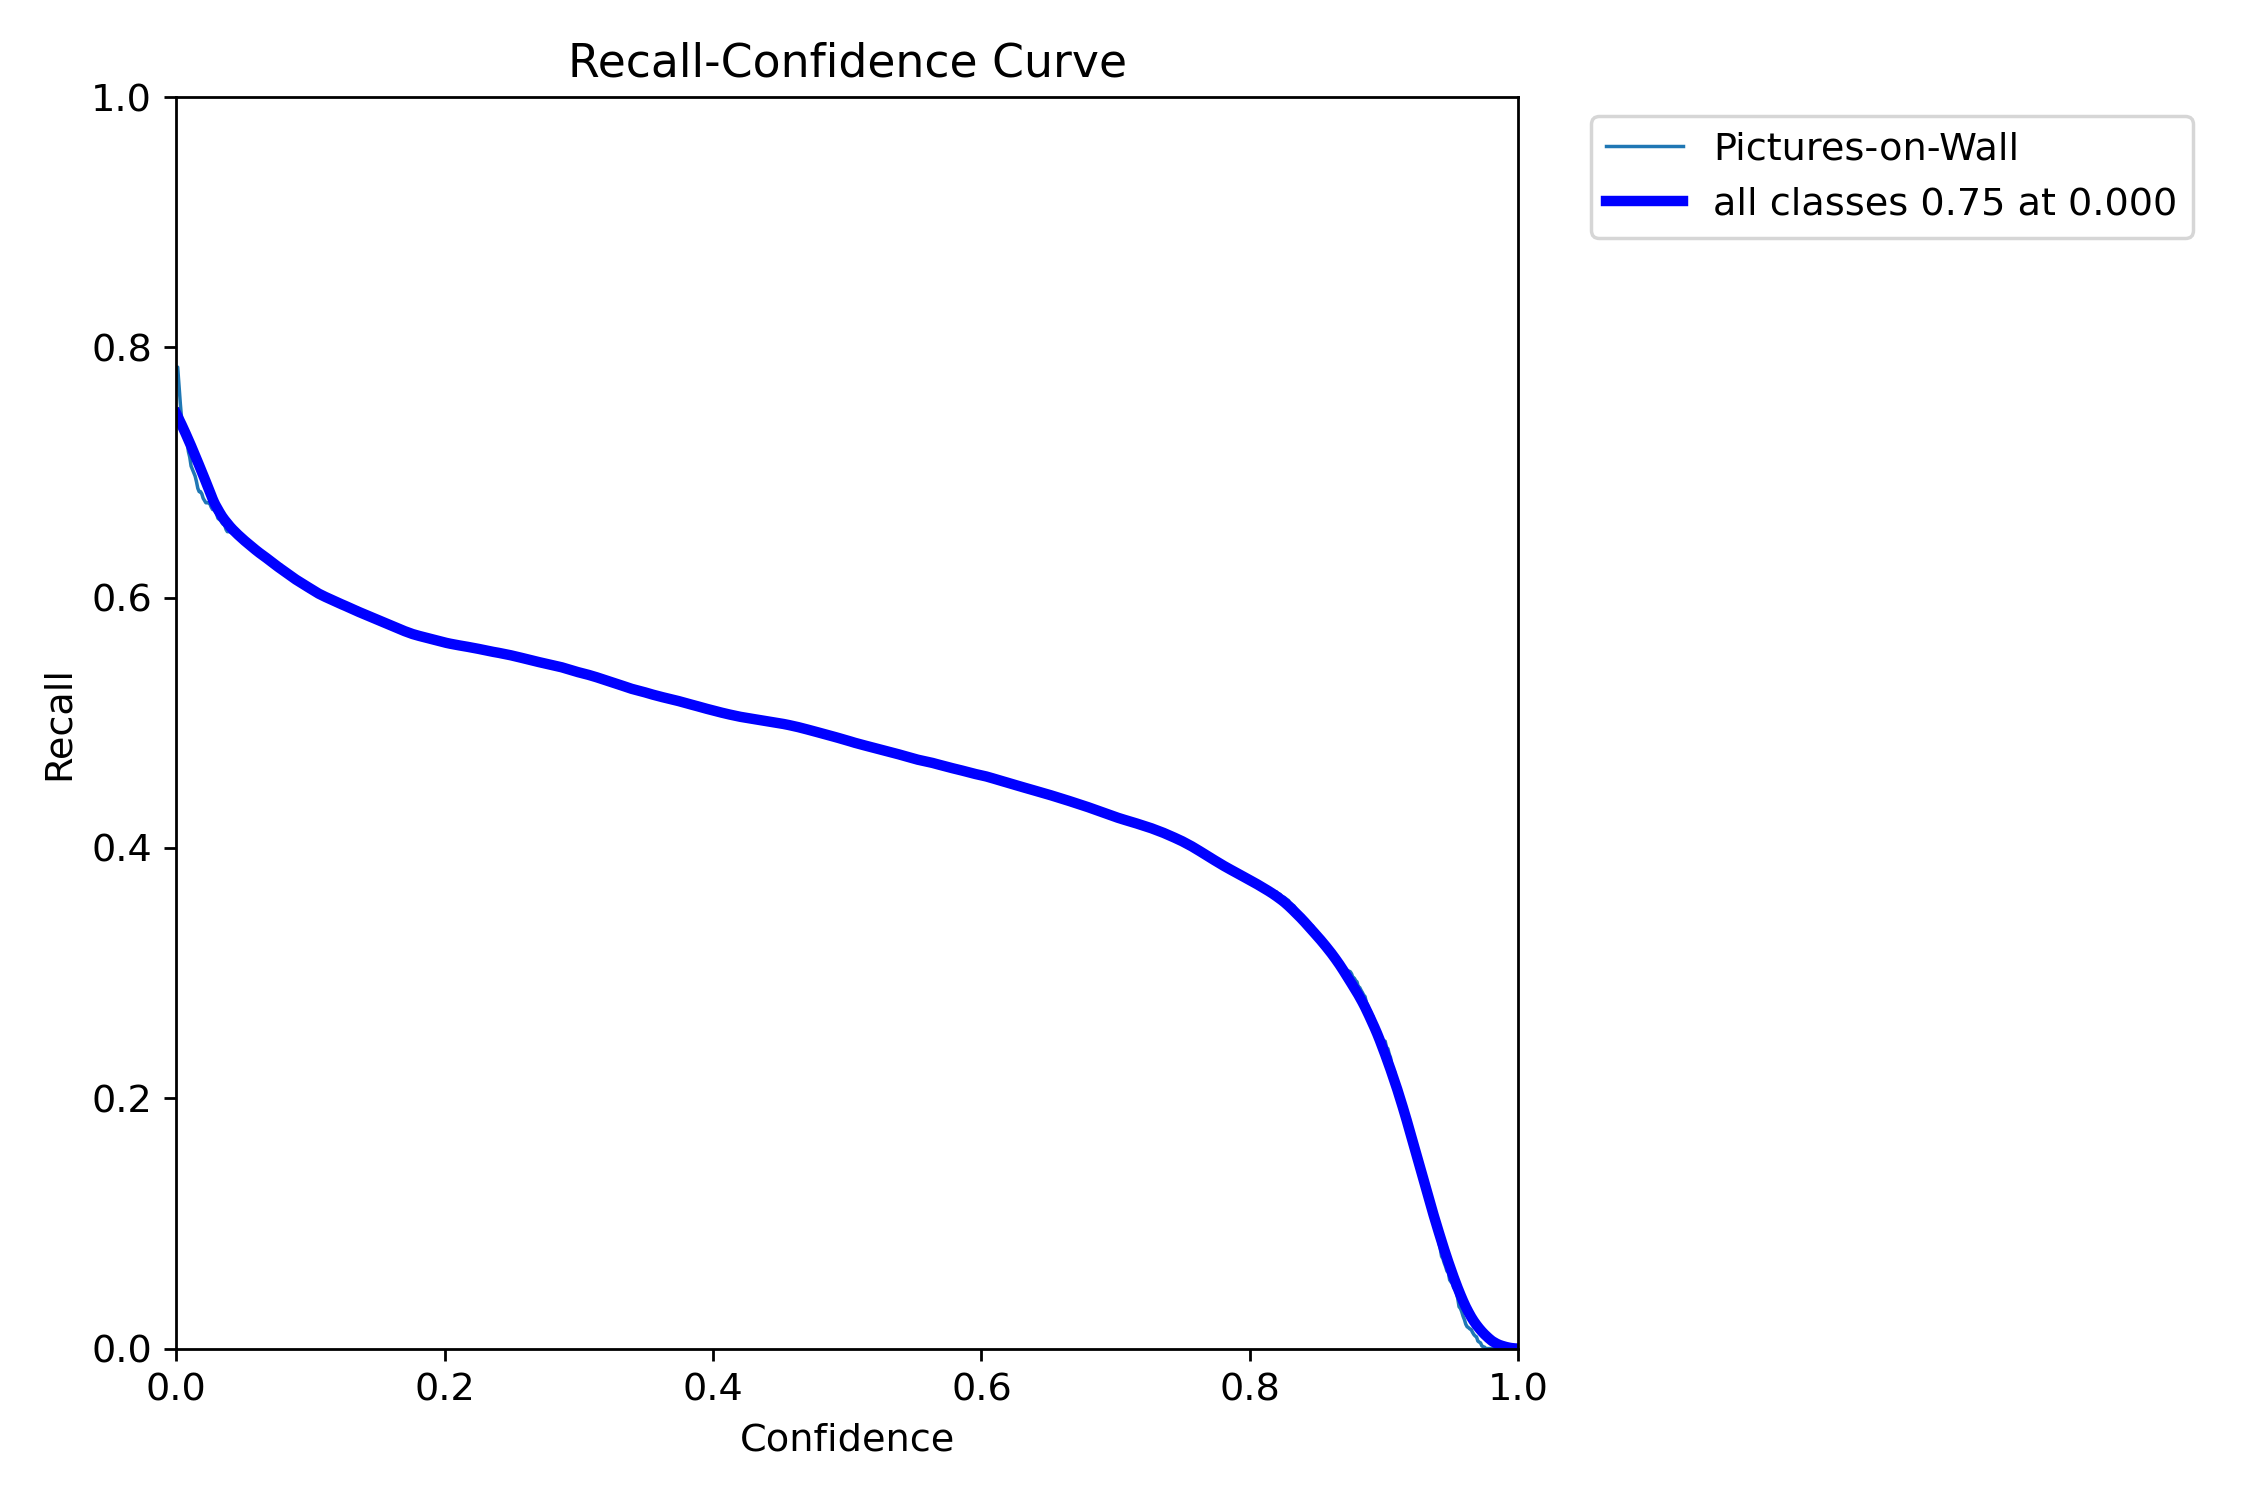 Recall-Confidence Curve
1.0
0.8
0.6
0.4
0.2
0.0
Recall
0.0 0.2 0.4 0.6 0.8 1.0
Confidence
Pictures-on-Wall
all classes 0.75 at 0.000